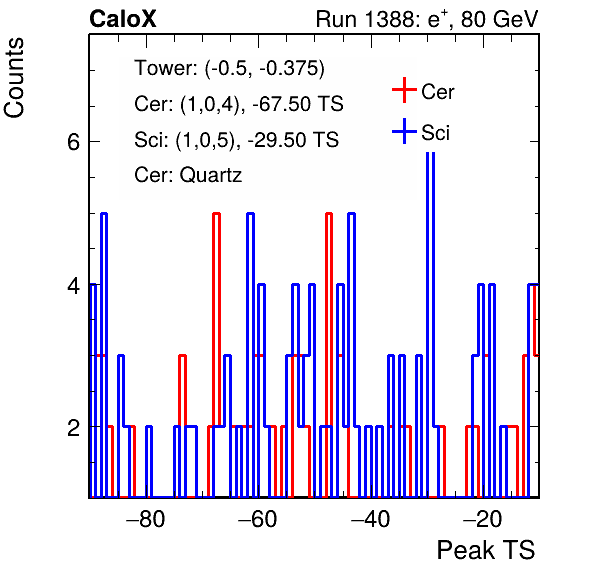 CaloX
Run 1388: e+, 80 GeV
Counts
Tower: (-0.5, -0.375)
Cer: (1,0,4), -67.50 TS
Sci: (1,0,5), -29.50 TS
Cer: Quartz
Cer
Sci
6
4
2
−80
−60
−40
−20
Peak TS